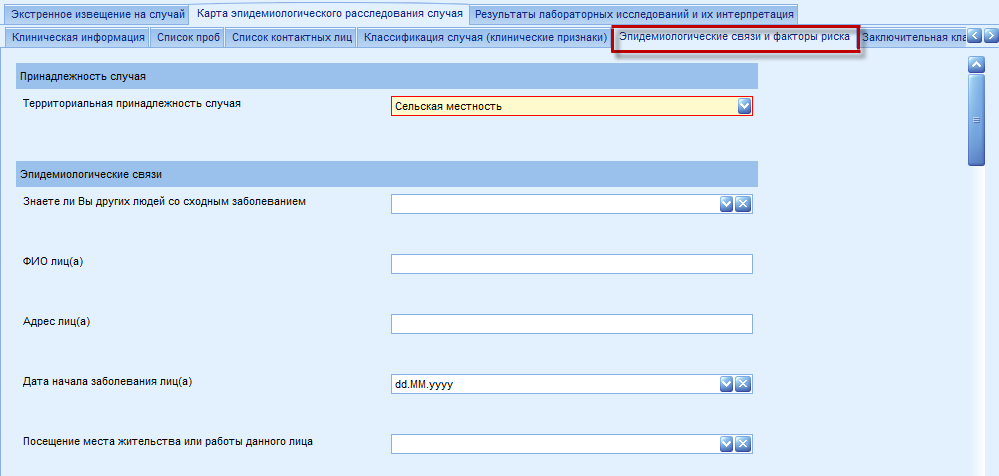 Экстренное извещение на случай Карта эпидемиологического расследования случая Результаты лабораторных исследований и их интерпретация
Клиническая информация Список проб Список контактных лиц Классификация случая (клинические признаки) Эпидемиологические связи и факторы риска Заключительная кла
Принадлежность случая
Территориальная принадлежность случая Сельская местность
Эпидемиологические связи
Знаете ли Вы других людей со сходным заболеванием
ФИО лиц(а)
Адрес лиц(а)
Дата начала заболевания лиц(а) dd.MM.yyyy
Посещение места жительства или работы данного лица